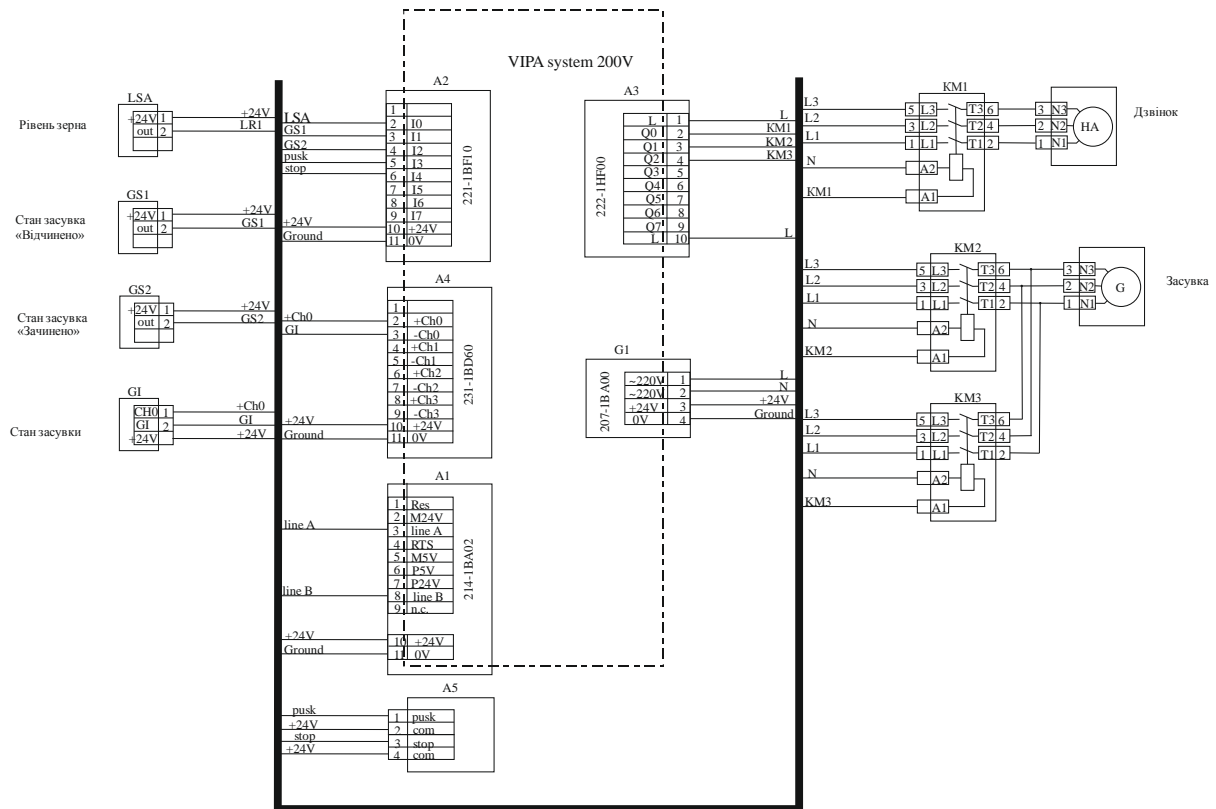 VIPA system 200V
Рівень зерна
LSA
+24V 1
out 2
+24V
LR1
Стан засувка
«Відчинено»
GS1
+24V 1
out 2
+24V
GS1
Стан засувка
«Зачинено»
GS2
+24V 1
out 2
+24V
GS2
Стан засувки
GI
CH0 1
GI 2
+24V
+Ch0
GI
+24V
A2
221-1BF10
LSA
GS1
GS2
pusk
stop
+24V
Ground
1
2 I0
3 I1
4 I2
5 I3
6 I4
7 I5
8 I6
9 I7
10 +24V
11 0V
A4
231-1BD60
+Ch0
GI
+24V
Ground
1
2 +Ch0
3 -Ch0
4 +Ch1
5 -Ch1
6 +Ch2
7 -Ch2
8 +Ch3
9 -Ch3
10 +24V
11 0V
A1
214-1BA02
line A
line B
+24V
Ground
1 Res
2 M24V
3 line A
4 RTS
5 M5V
6 P5V
7 P24V
8 line B
9 n.c.
10 +24V
11 0V
A5
pusk
+24V
stop
+24V
1 pusk
2 com
3 stop
4 com
A3
222-1HF00
L 1
Q0 2
Q1 3
Q2 4
Q3 5
Q4 6
Q5 7
Q6 8
Q7 9
L 10
L
KM1
KM2
KM3
L
G1
207-1BA00
~220V 1
~220V 2
+24V 3
0V 4
L
N
+24V
Ground
KM1
L3
L2
L1
N
KM1
5 L3 T3 6
3 L2 T2 4
1 L1 T1 2
A2
A1
3 N3
2 N2
1 N1
HA
Дзвінок
KM2
L3
L2
L1
N
KM2
5 L3 T3 6
3 L2 T2 4
1 L1 T1 2
A2
A1
3 N3
2 N2
1 N1
G
Засувка
KM3
L3
L2
L1
N
KM3
5 L3 T3 6
3 L2 T2 4
1 L1 T1 2
A2
A1